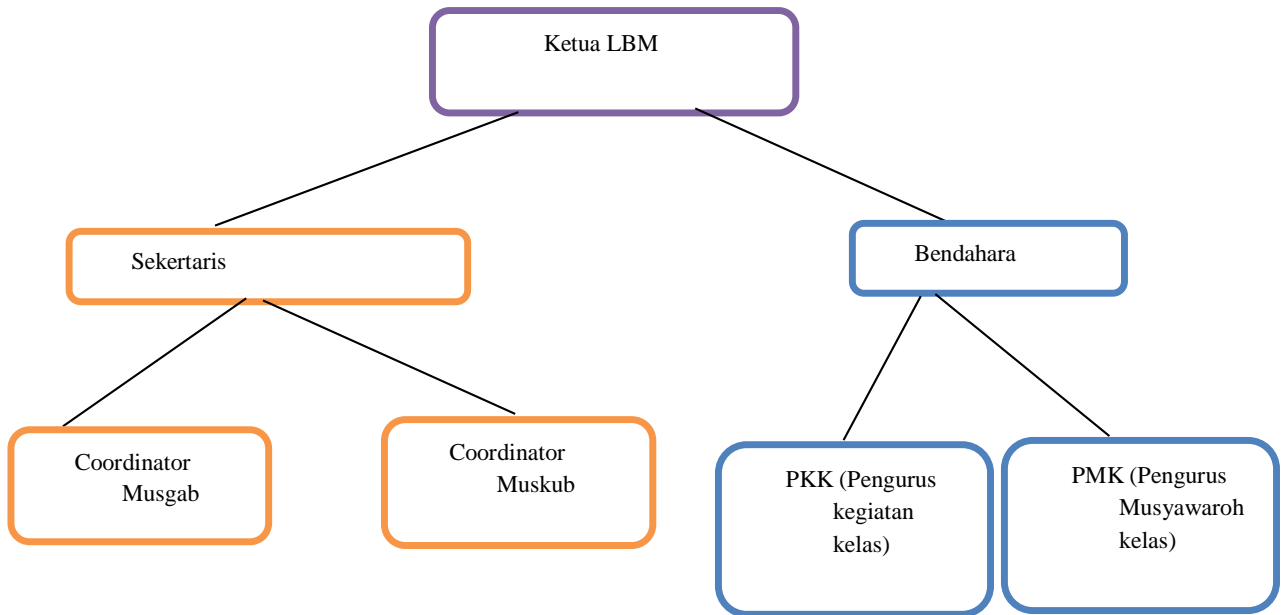 Ketua LBM
Sekertaris
Bendahara
Coordinator
Musgab
Coordinator
Muskub
PKK (Pengurus
kegiatan
kelas)
PMK (Pengurus
Musyawaroh
kelas)